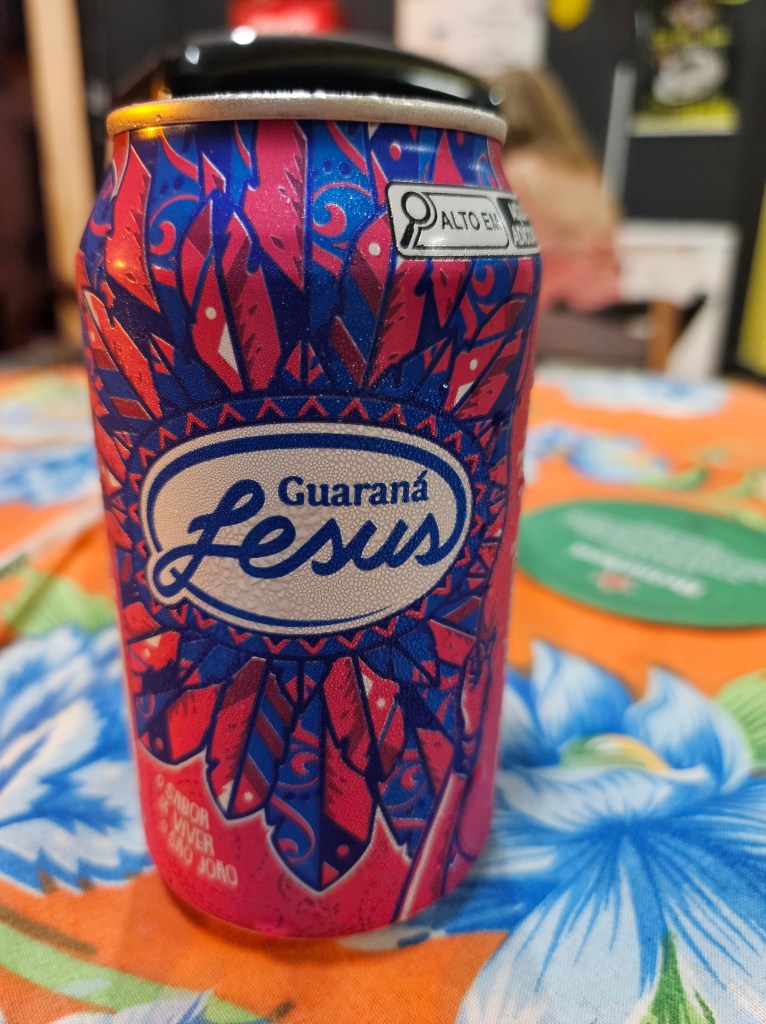 ALTO EM
Guaraná
Jesus
O SABOR
DE VIVER
O SÃO JOÃO